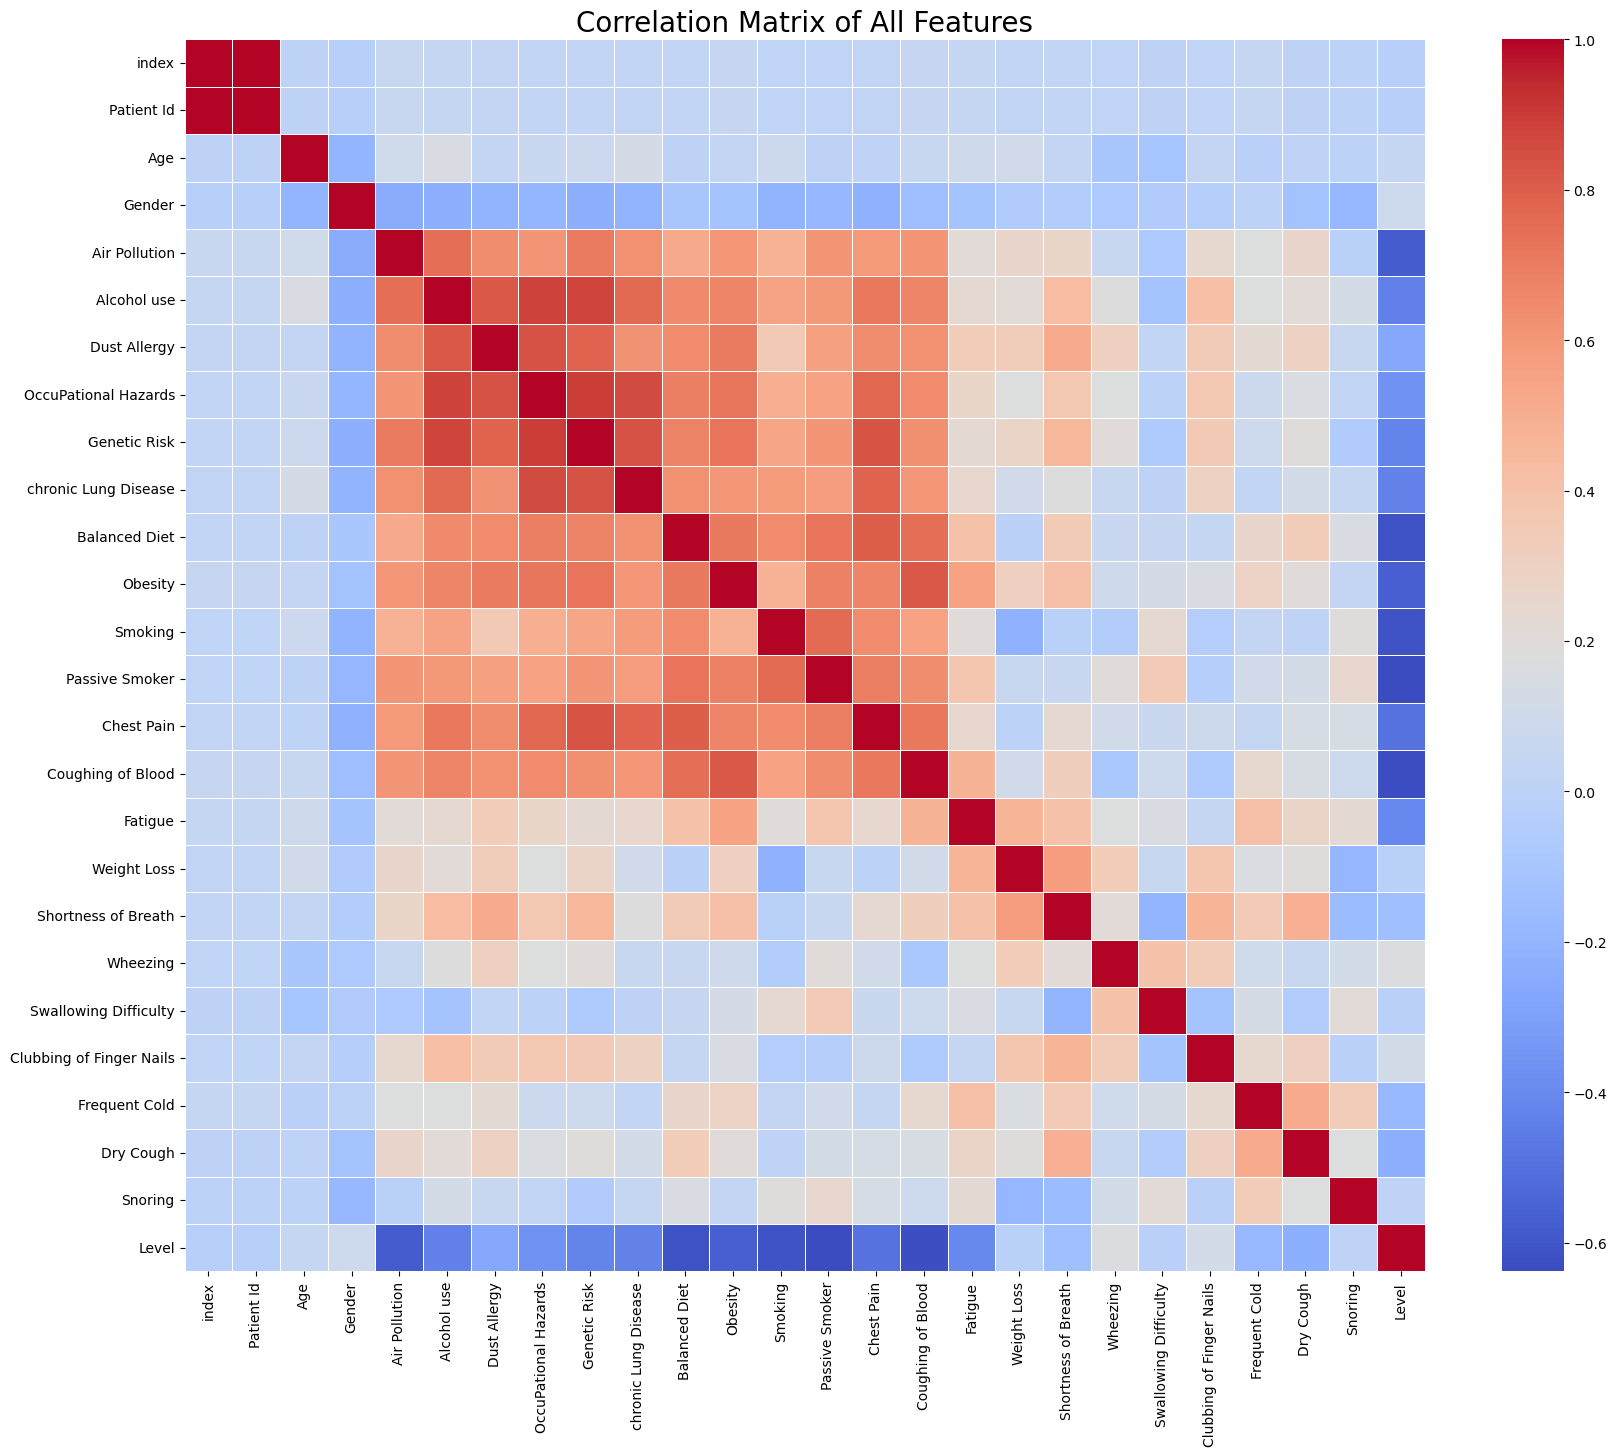 Correlation Matrix of All Features
index
Patient Id
Age
Gender
Air Pollution
Alcohol use
Dust Allergy
OccuPational Hazards
Genetic Risk
chronic Lung Disease
Balanced Diet
Obesity
Smoking
Passive Smoker
Chest Pain
Coughing of Blood
Fatigue
Weight Loss
Shortness of Breath
Wheezing
Swallowing Difficulty
Clubbing of Finger Nails
Frequent Cold
Dry Cough
Snoring
Level
index
Patient Id
Age
Gender
Air Pollution
Alcohol use
Dust Allergy
OccuPational Hazards
Genetic Risk
chronic Lung Disease
Balanced Diet
Obesity
Smoking
Passive Smoker
Chest Pain
Coughing of Blood
Fatigue
Weight Loss
Shortness of Breath
Wheezing
Swallowing Difficulty
Clubbing of Finger Nails
Frequent Cold
Dry Cough
Snoring
Level
1.0
0.8
0.6
0.4
0.2
0.0
−0.2
−0.4
−0.6